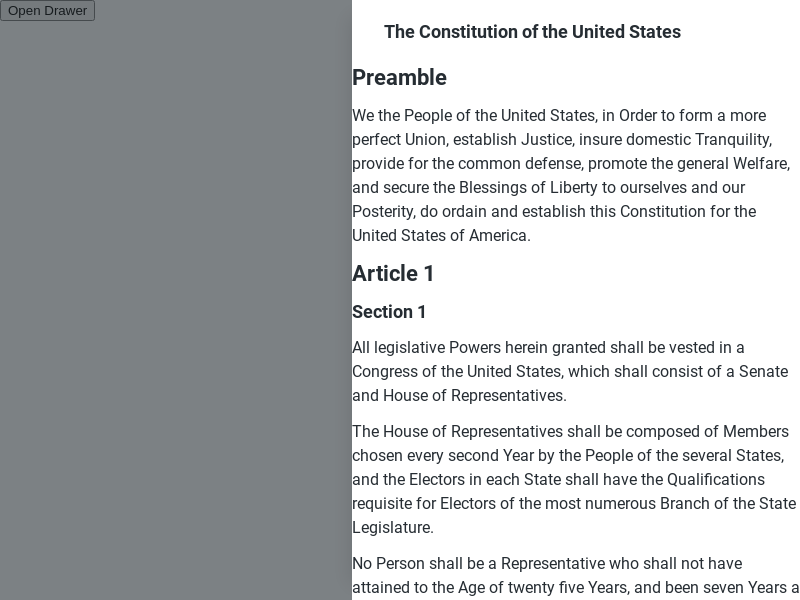 Open Drawer
The Constitution of the United States
Preamble
We the People of the United States, in Order to form a more
perfect Union, establish Justice, insure domestic Tranquility,
provide for the common defense, promote the general Welfare,
and secure the Blessings of Liberty to ourselves and our
Posterity, do ordain and establish this Constitution for the
United States of America.
Article 1
Section 1
All legislative Powers herein granted shall be vested in a
Congress of the United States, which shall consist of a Senate
and House of Representatives.
The House of Representatives shall be composed of Members
chosen every second Year by the People of the several States,
and the Electors in each State shall have the Qualifications
requisite for Electors of the most numerous Branch of the State
Legislature.
No Person shall be a Representative who shall not have
attained to the Age of twenty five Years, and been seven Years a